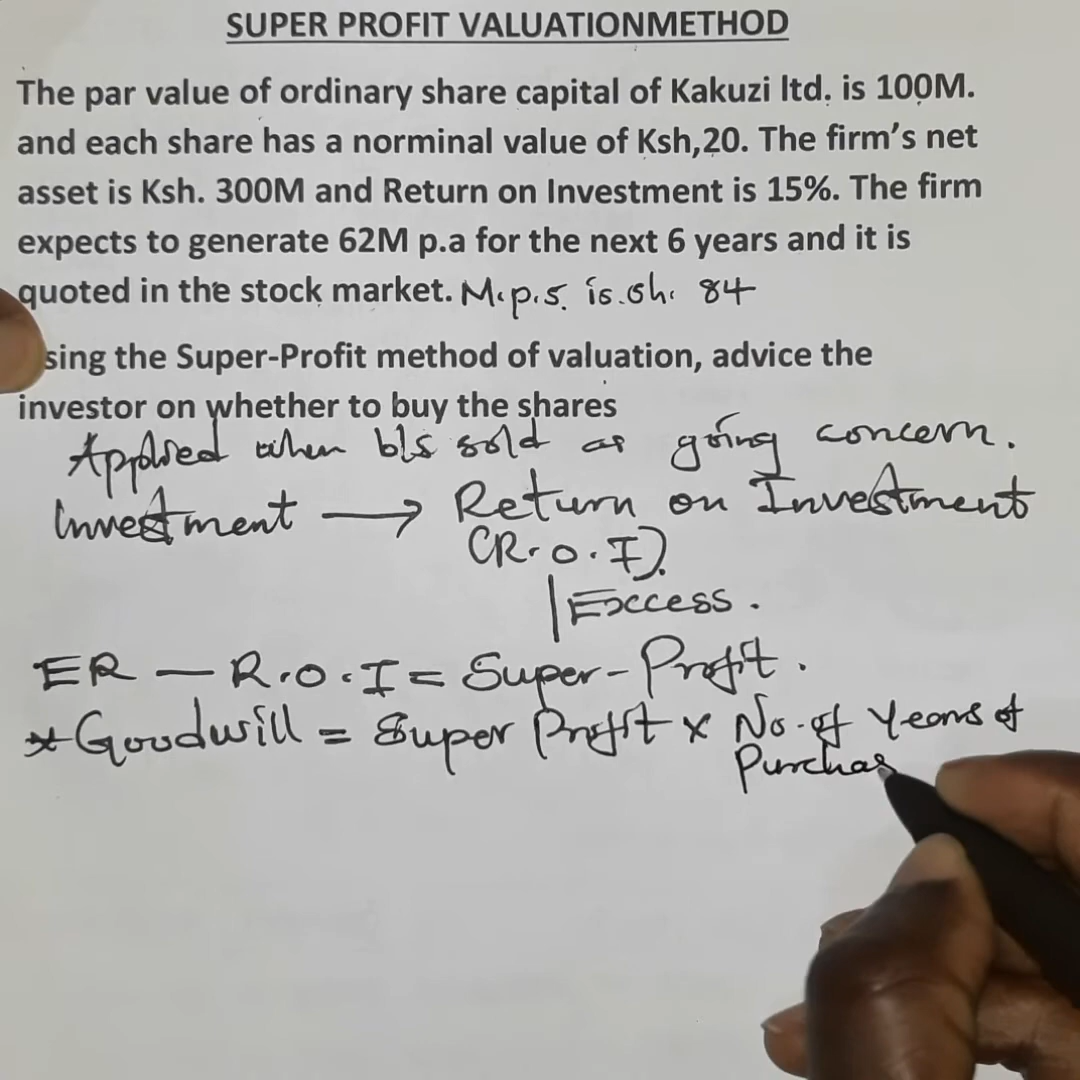 SUPER PROFIT VALUATIONMETHOD
The par value of ordinary share capital of Kakuzi ltd. is 100M.
and each share has a norminal value of Ksh,20. The firm's net
asset is Ksh. 300M and Return on Investment is 15%. The firm
expects to generate 62M p.a for the next 6 years and it is
quoted in the stock market. M.p.s. is.sh. 84
sing the Super-Profit method of valuation, advice the
investor on whether to buy the shares
Applied when b/s sold as going concern.
Investment → Return on Investment
(R.O.I).
|Excess.
ER - R.O.I = Super-Profit.
* Goodwill = Super Profit x No. of Years of
Purchas